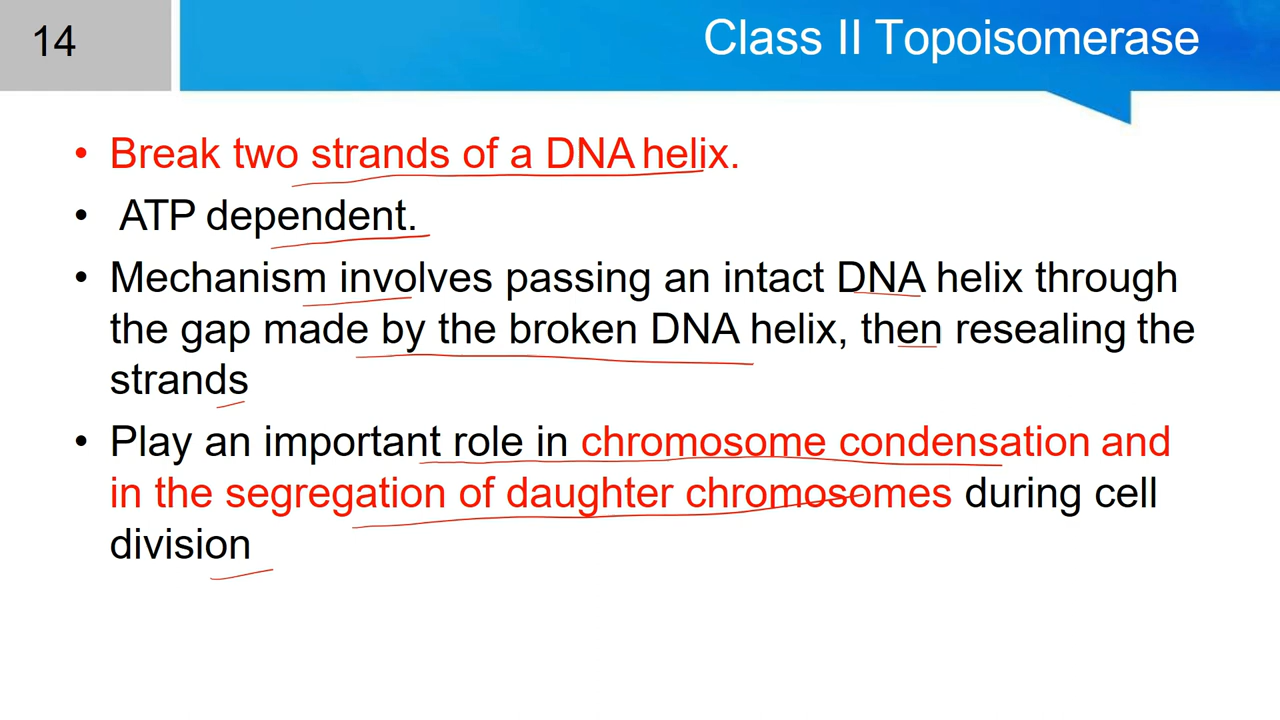 14
Class II Topoisomerase
• Break two strands of a DNA helix.
• ATP dependent.
• Mechanism involves passing an intact DNA helix through
the gap made by the broken DNA helix, then resealing the
strands
• Play an important role in chromosome condensation and
in the segregation of daughter chromosomes during cell
division